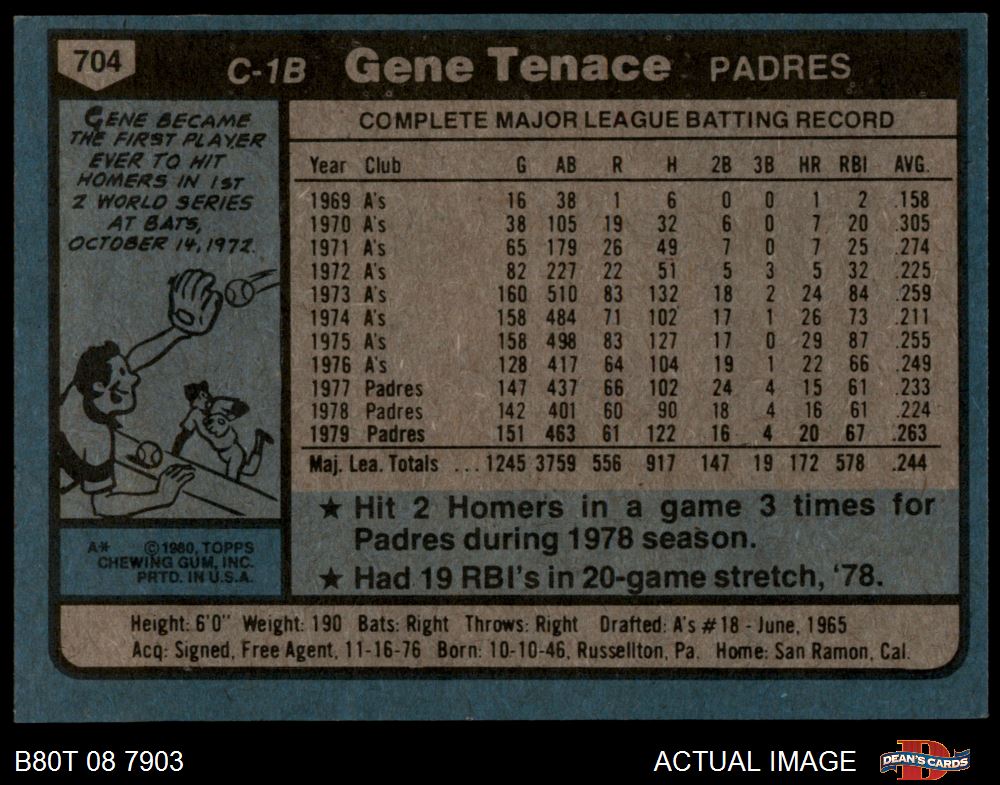 704 C-1B Gene Tenace PADRES
GENE BECAME
THE FIRST PLAYER
EVER TO HIT
HOMERS IN 1ST
2 WORLD SERIES
AT BATS,
OCTOBER 14, 1972.
COMPLETE MAJOR LEAGUE BATTING RECORD
Year Club G AB R H 2B 3B HR RBI AVG.
1969 A's 16 38 1 6 0 0 1 2 .158
1970 A's 38 105 19 32 6 0 7 20 .305
1971 A's 65 179 26 49 7 0 7 25 .274
1972 A's 82 227 22 51 5 3 5 32 .225
1973 A's 160 510 83 132 18 2 24 84 .259
1974 A's 158 484 71 102 17 1 26 73 .211
1975 A's 158 498 83 127 17 0 29 87 .255
1976 A's 128 417 64 104 19 1 22 66 .249
1977 Padres 147 437 66 102 24 4 15 61 .233
1978 Padres 142 401 60 90 18 4 16 61 .224
1979 Padres 151 463 61 122 16 4 20 67 .263
Maj. Lea. Totals ... 1245 3759 556 917 147 19 172 578 .244
★ Hit 2 Homers in a game 3 times for
Padres during 1978 season.
★ Had 19 RBI's in 20-game stretch, '78.
A* ©1980, TOPPS
CHEWING GUM, INC.
PRTD. IN U.S.A.
Height: 6'0" Weight: 190 Bats: Right Throws: Right Drafted: A's #18 - June, 1965
Acq: Signed, Free Agent, 11-16-76 Born: 10-10-46, Russellton, Pa. Home: San Ramon, Cal.
B80T 08 7903 ACTUAL IMAGE D DEAN'S CARDS